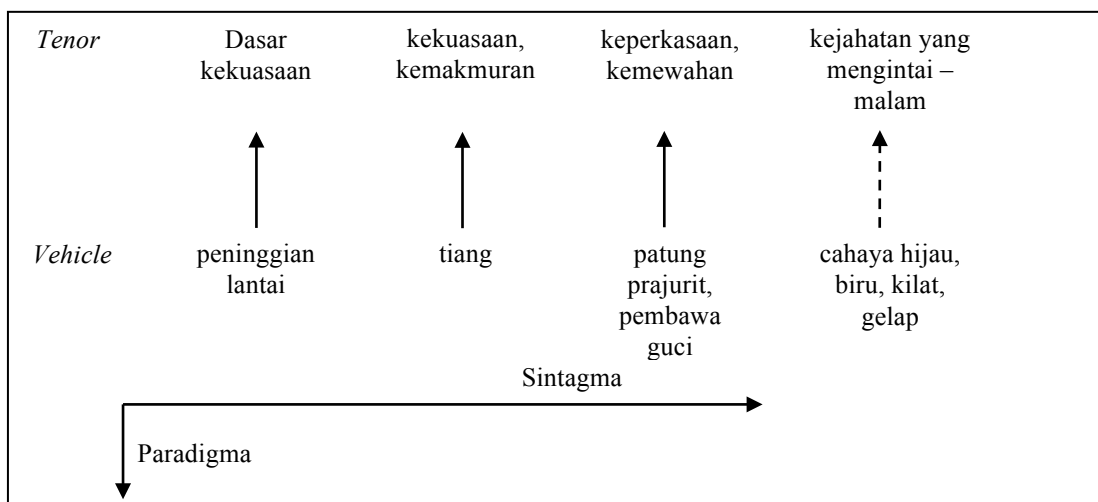 Tenor
Dasar
kekuasaan
kekuasaan,
kemakmuran
keperkasaan,
kemewahan
kejahatan yang
mengintai –
malam
Vehicle
peninggian
lantai
tiang
patung
prajurit,
pembawa
guci
cahaya hijau,
biru, kilat,
gelap
Sintagma
Paradigma